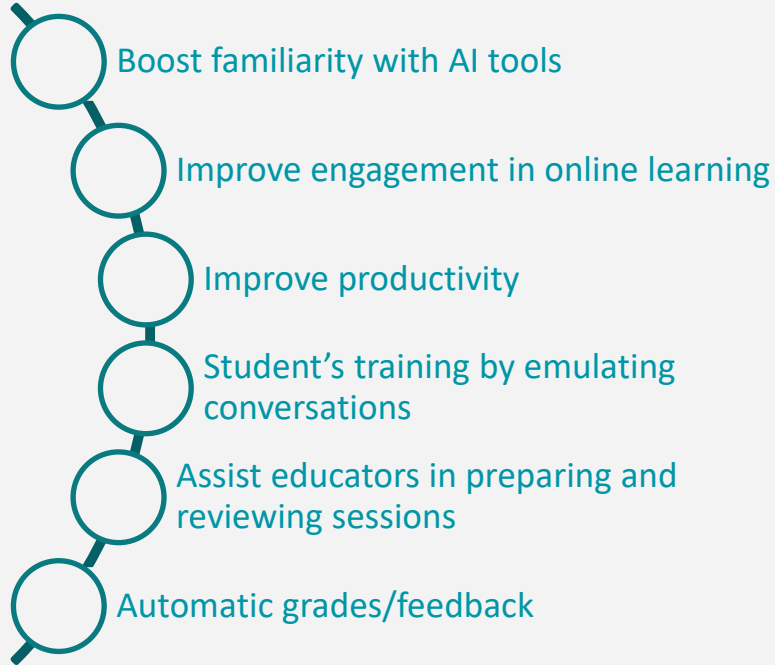 Boost familiarity with AI tools
Improve engagement in online learning
Improve productivity
Student’s training by emulating
conversations
Assist educators in preparing and
reviewing sessions
Automatic grades/feedback